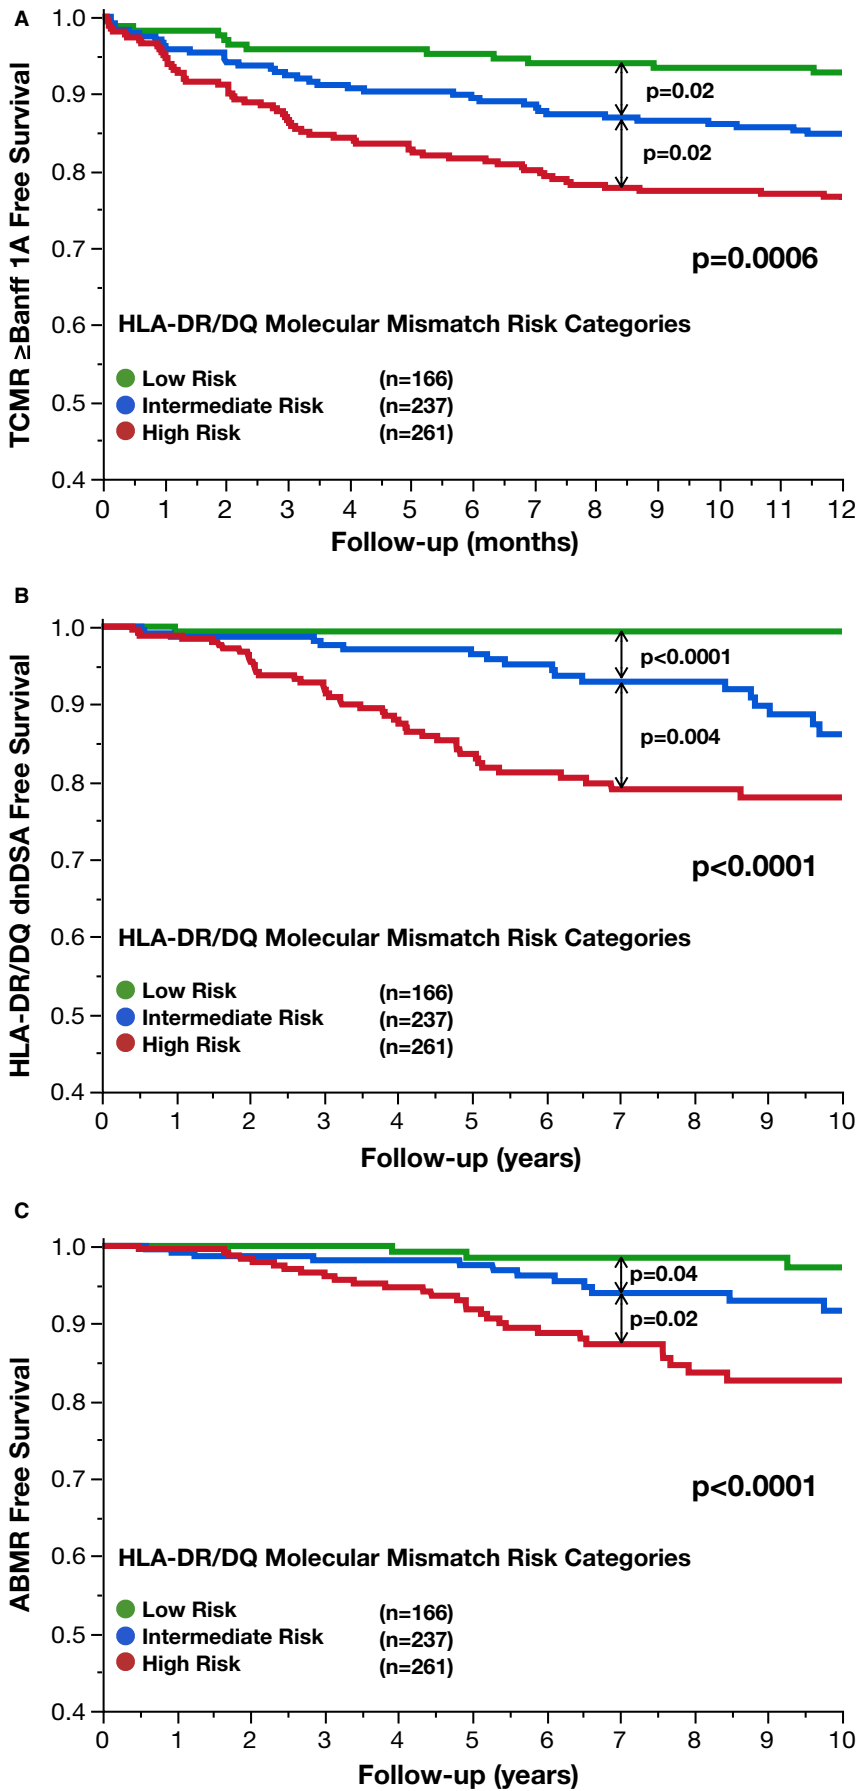 A
TCMR ≥Banff 1A Free Survival
1.0
0.9
0.8
0.7
0.6
0.5
0.4
p=0.02
p=0.02
p=0.0006
HLA-DR/DQ Molecular Mismatch Risk Categories
Low Risk (n=166)
Intermediate Risk (n=237)
High Risk (n=261)
0 1 2 3 4 5 6 7 8 9 10 11 12
Follow-up (months)
B
HLA-DR/DQ dnDSA Free Survival
1.0
0.9
0.8
0.7
0.6
0.5
0.4
p<0.0001
p=0.004
p<0.0001
HLA-DR/DQ Molecular Mismatch Risk Categories
Low Risk (n=166)
Intermediate Risk (n=237)
High Risk (n=261)
0 1 2 3 4 5 6 7 8 9 10
Follow-up (years)
C
ABMR Free Survival
1.0
0.9
0.8
0.7
0.6
0.5
0.4
p=0.04
p=0.02
p<0.0001
HLA-DR/DQ Molecular Mismatch Risk Categories
Low Risk (n=166)
Intermediate Risk (n=237)
High Risk (n=261)
0 1 2 3 4 5 6 7 8 9 10
Follow-up (years)